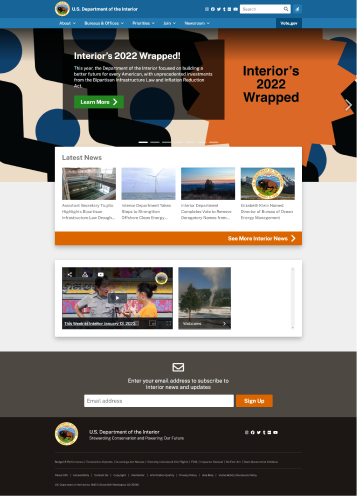 U.S. Department of the Interior
Search
About
Bureaus & Offices
Priorities
Join
Newsroom
Vote.gov
Interior's 2022 Wrapped!
This year, the Department of the Interior focused on building a
better future for every American, with unprecedented investments
from the Bipartisan Infrastructure Law and Inflation Reduction
Act.
Learn More
Interior's
2022
Wrapped
Latest News
Assistant Secretary Trujillo
Highlights Bipartisan
Infrastructure Law Drought...
Interior Department Takes
Steps to Strengthen
Offshore Clean Energy...
Interior Department
Completes Vote to Remove
Derogatory Names from...
Elizabeth Klein Named
Director of Bureau of Ocean
Energy Management
See More Interior News
This Week at Interior January 13, 2023
Welcome
Enter your email address to subscribe to
Interior news and updates
Email address
Sign Up
U.S. Department of the Interior
Stewarding Conservation and Powering Our Future